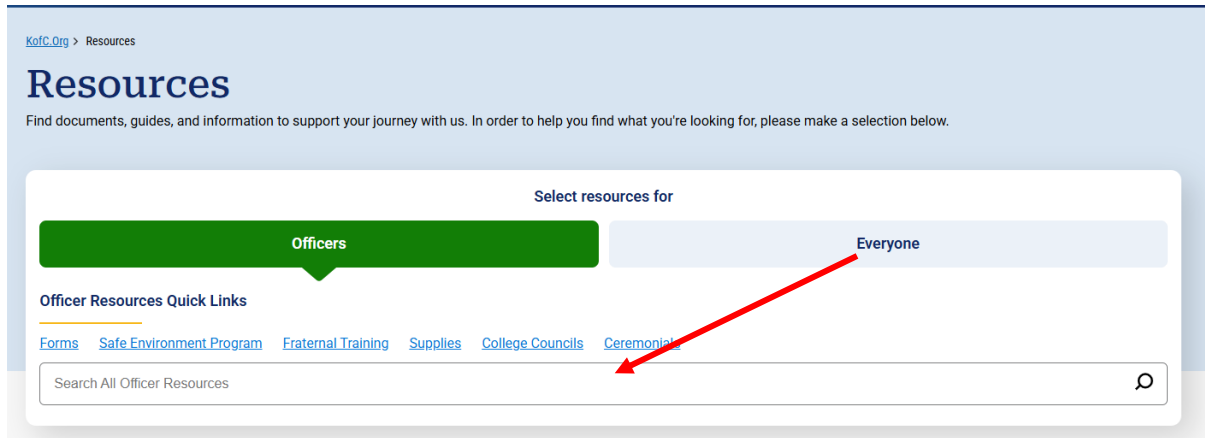 KofC.Org > Resources
Resources
Find documents, guides, and information to support your journey with us. In order to help you find what you're looking for, please make a selection below.
Select resources for
Officers Everyone
Officer Resources Quick Links
Forms Safe Environment Program Fraternal Training Supplies College Councils Ceremonials
Search All Officer Resources